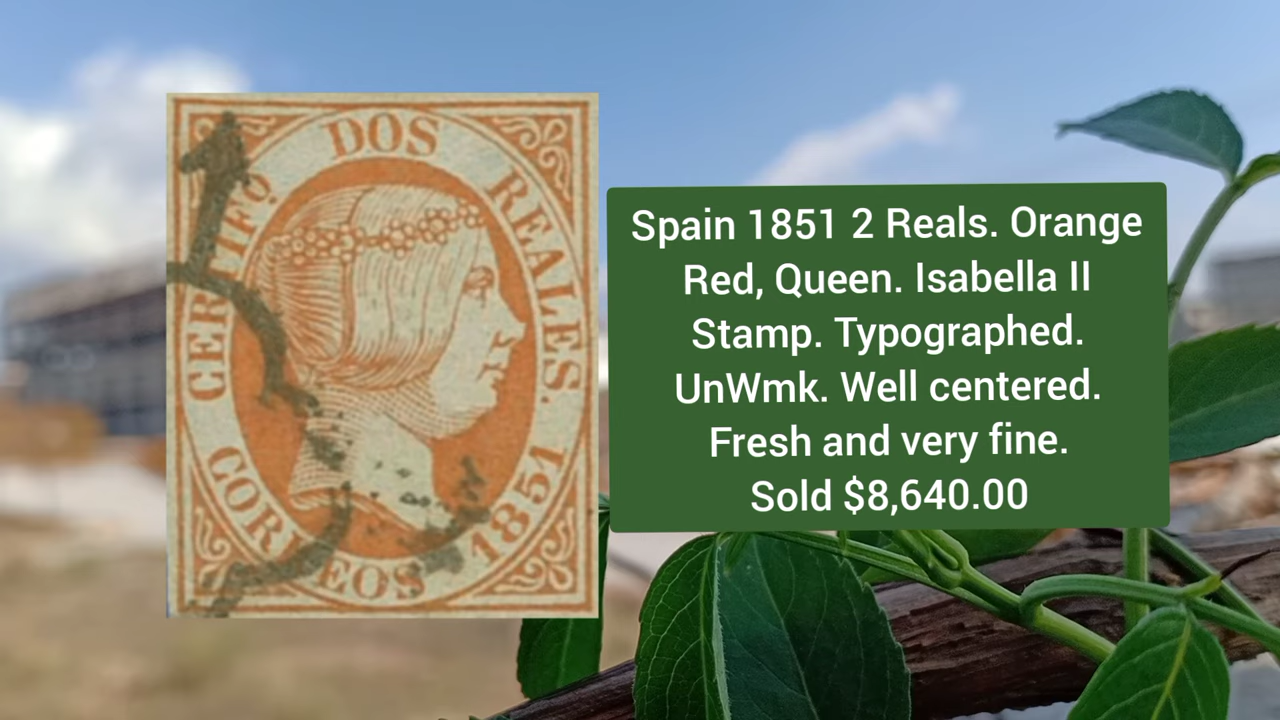 DOS REALES.
CERTIFO
CORREOS 1851
Spain 1851 2 Reals. Orange
Red, Queen. Isabella II
Stamp. Typographed.
UnWmk. Well centered.
Fresh and very fine.
Sold $8,640.00